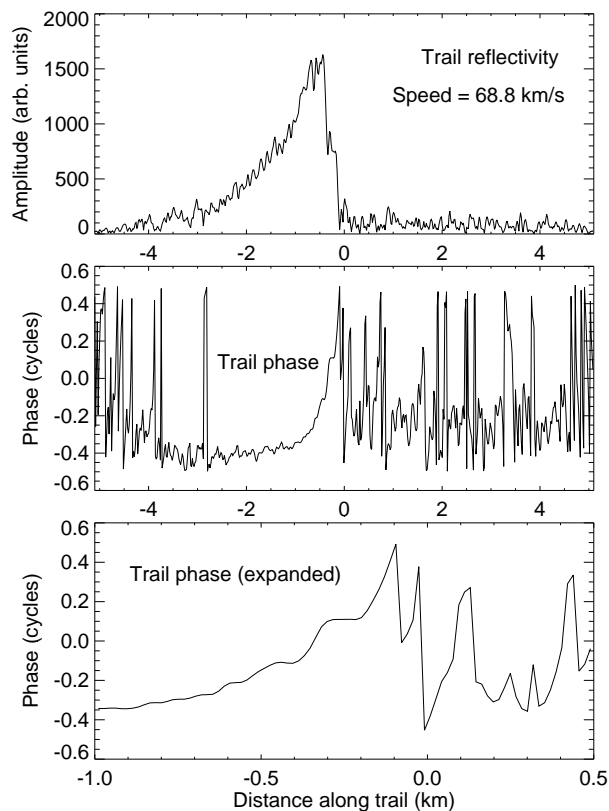 2000
1500
1000
500
0
Amplitude (arb. units)
Trail reflectivity
Speed = 68.8 km/s
-4 -2 0 2 4
0.6
0.4
0.2
0.0
-0.2
-0.4
-0.6
Phase (cycles)
Trail phase
-4 -2 0 2 4
0.6
0.4
0.2
0.0
-0.2
-0.4
-0.6
Phase (cycles)
Trail phase (expanded)
-1.0 -0.5 0.0 0.5
Distance along trail (km)